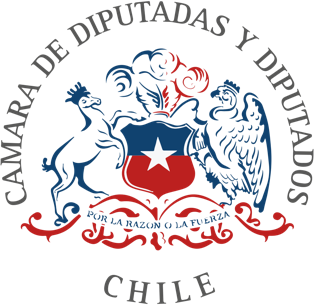 CAMARA DE DIPUTADAS Y DIPUTADOS
POR LA RAZON O LA FUERZA
CHILE